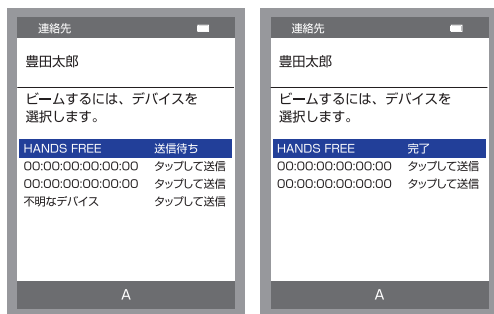 連絡先
豊田太郎
ビームするには、デバイスを
選択します。
HANDS FREE 送信待ち
00:00:00:00:00:00 タップして送信
00:00:00:00:00:00 タップして送信
不明なデバイス タップして送信
A
連絡先
豊田太郎
ビームするには、デバイスを
選択します。
HANDS FREE 完了
00:00:00:00:00:00 タップして送信
00:00:00:00:00:00 タップして送信
A